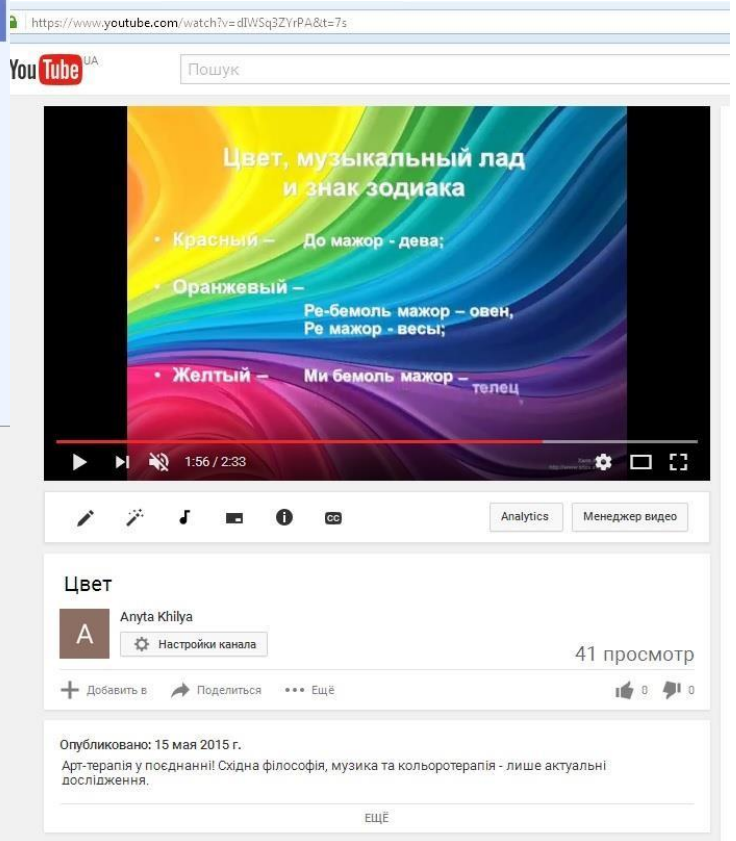 https://www.youtube.com/watch?v=dIWSq3ZYrPA&t=7s
YouTube UA
Пошук
Цвет, музыкальный лад
и знак зодиака
• Красный – До мажор - дева;
• Оранжевый –
Ре-бемоль мажор – овен,
Ре мажор - весы;
• Желтый – Ми бемоль мажор – телец,
1:56 / 2:33
CC
Analytics
Менеджер видео
Цвет
A
Anyta Khilya
Настройки канала
41 просмотр
Добавить в
Поделиться
Ещё
0
0
Опубликовано: 15 мая 2015 г.
Арт-терапія у поєднанні! Східна філософія, музика та кольоротерапія - лише актуальні
дослідження.
ЕЩЁ